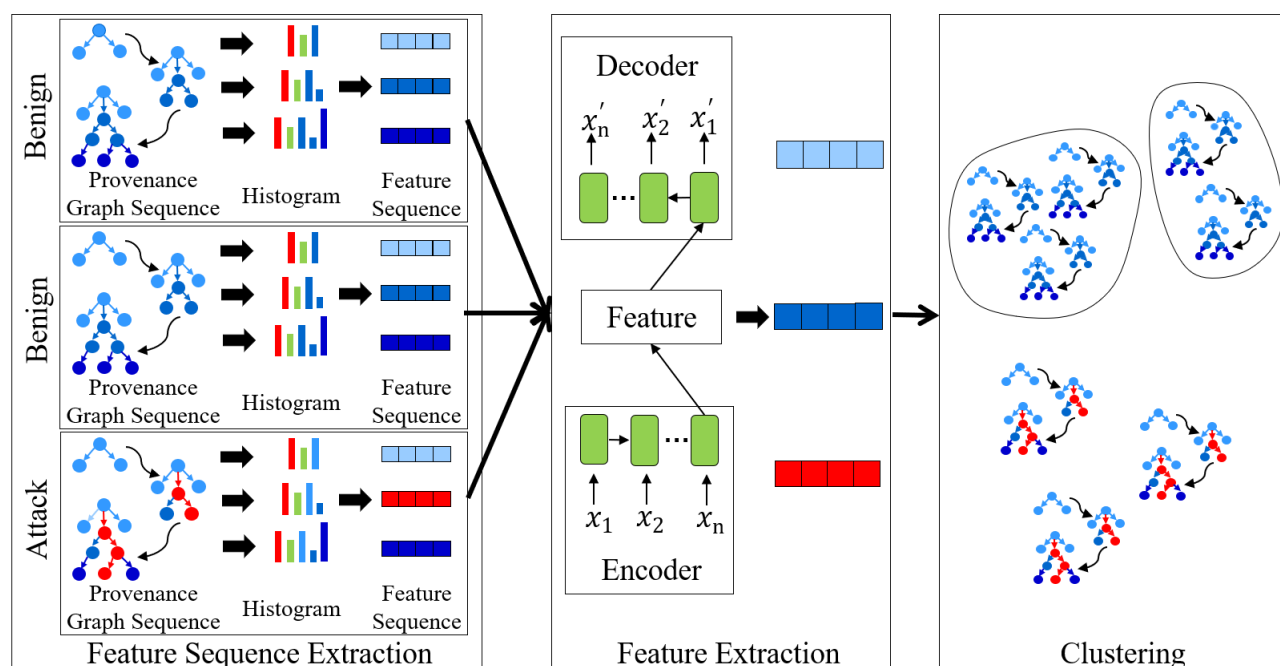 Benign
Provenance
Graph Sequence
Histogram
Feature
Sequence
Benign
Provenance
Graph Sequence
Histogram
Feature
Sequence
Attack
Provenance
Graph Sequence
Histogram
Feature
Sequence
Feature Sequence Extraction
Decoder
x'n x'2 x'1
...
Feature
...
x1 x2 xn
Encoder
Feature Extraction
Clustering